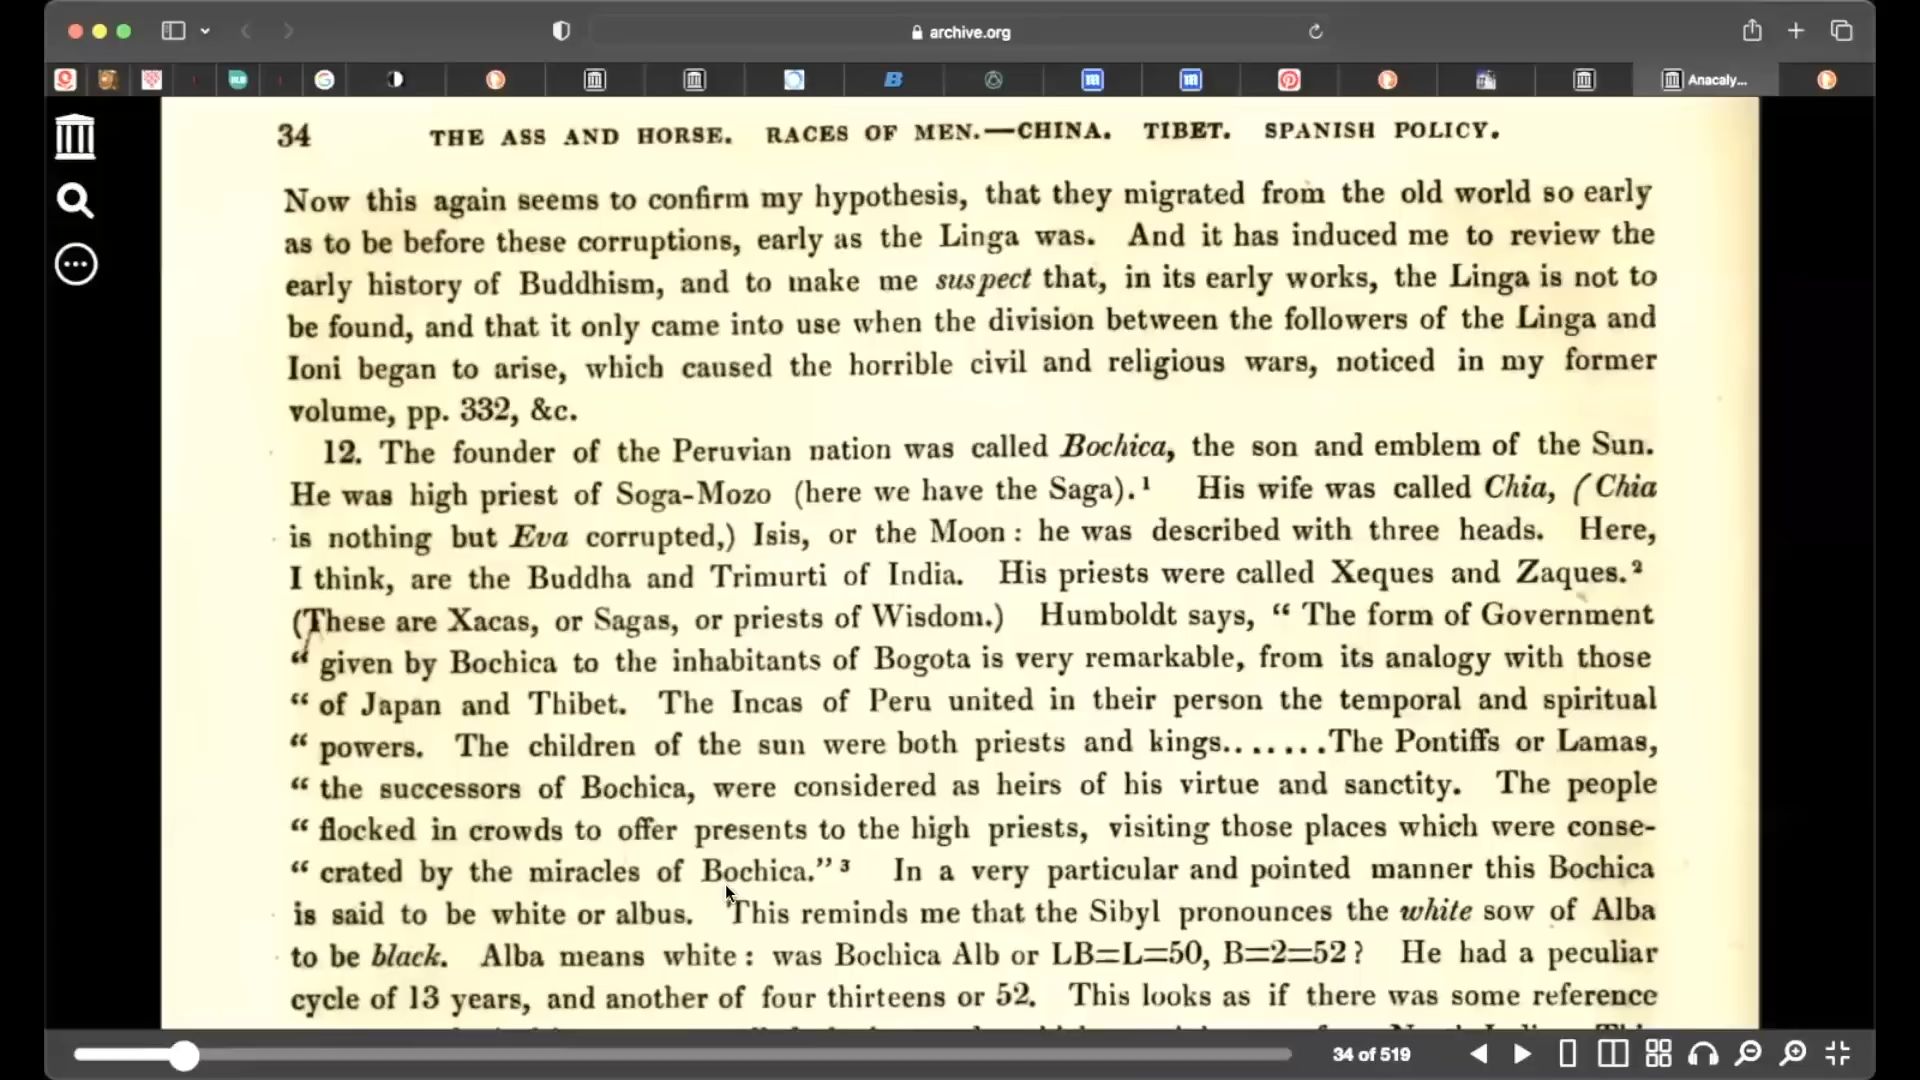 archive.org
Anacaly...
34 THE ASS AND HORSE. RACES OF MEN.—CHINA. TIBET. SPANISH POLICY.
Now this again seems to confirm my hypothesis, that they migrated from the old world so early
as to be before these corruptions, early as the Linga was. And it has induced me to review the
early history of Buddhism, and to make me suspect that, in its early works, the Linga is not to
be found, and that it only came into use when the division between the followers of the Linga and
Ioni began to arise, which caused the horrible civil and religious wars, noticed in my former
volume, pp. 332, &c.
12. The founder of the Peruvian nation was called Bochica, the son and emblem of the Sun.
He was high priest of Soga-Mozo (here we have the Saga).¹ His wife was called Chia, (Chia
is nothing but Eva corrupted,) Isis, or the Moon: he was described with three heads. Here,
I think, are the Buddha and Trimurti of India. His priests were called Xeques and Zaques.²
(These are Xacas, or Sagas, or priests of Wisdom.) Humboldt says, “ The form of Government
“ given by Bochica to the inhabitants of Bogota is very remarkable, from its analogy with those
“ of Japan and Thibet. The Incas of Peru united in their person the temporal and spiritual
“ powers. The children of the sun were both priests and kings.......The Pontiffs or Lamas,
“ the successors of Bochica, were considered as heirs of his virtue and sanctity. The people
“ flocked in crowds to offer presents to the high priests, visiting those places which were conse-
“ crated by the miracles of Bochica.” ³ In a very particular and pointed manner this Bochica
is said to be white or albus. This reminds me that the Sibyl pronounces the white sow of Alba
to be black. Alba means white: was Bochica Alb or LB=L=50, B=2=52? He had a peculiar
cycle of 13 years, and another of four thirteens or 52. This looks as if there was some reference
34 of 519